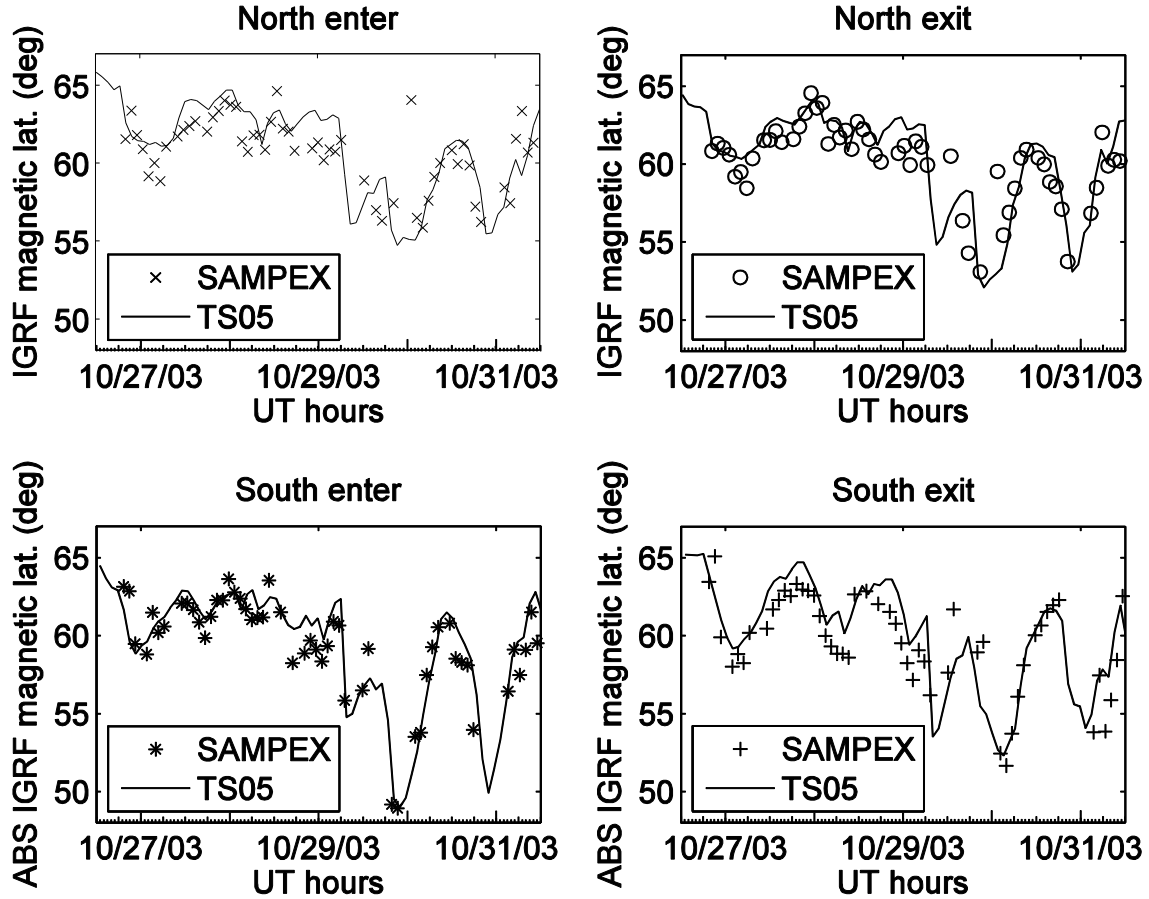 North enter
IGRF magnetic lat. (deg)
65
60
55
50
SAMPEX
TS05
10/27/03 10/29/03 10/31/03
UT hours
North exit
IGRF magnetic lat. (deg)
65
60
55
50
SAMPEX
TS05
10/27/03 10/29/03 10/31/03
UT hours
South enter
ABS IGRF magnetic lat. (deg)
65
60
55
50
SAMPEX
TS05
10/27/03 10/29/03 10/31/03
UT hours
South exit
ABS IGRF magnetic lat. (deg)
65
60
55
50
SAMPEX
TS05
10/27/03 10/29/03 10/31/03
UT hours